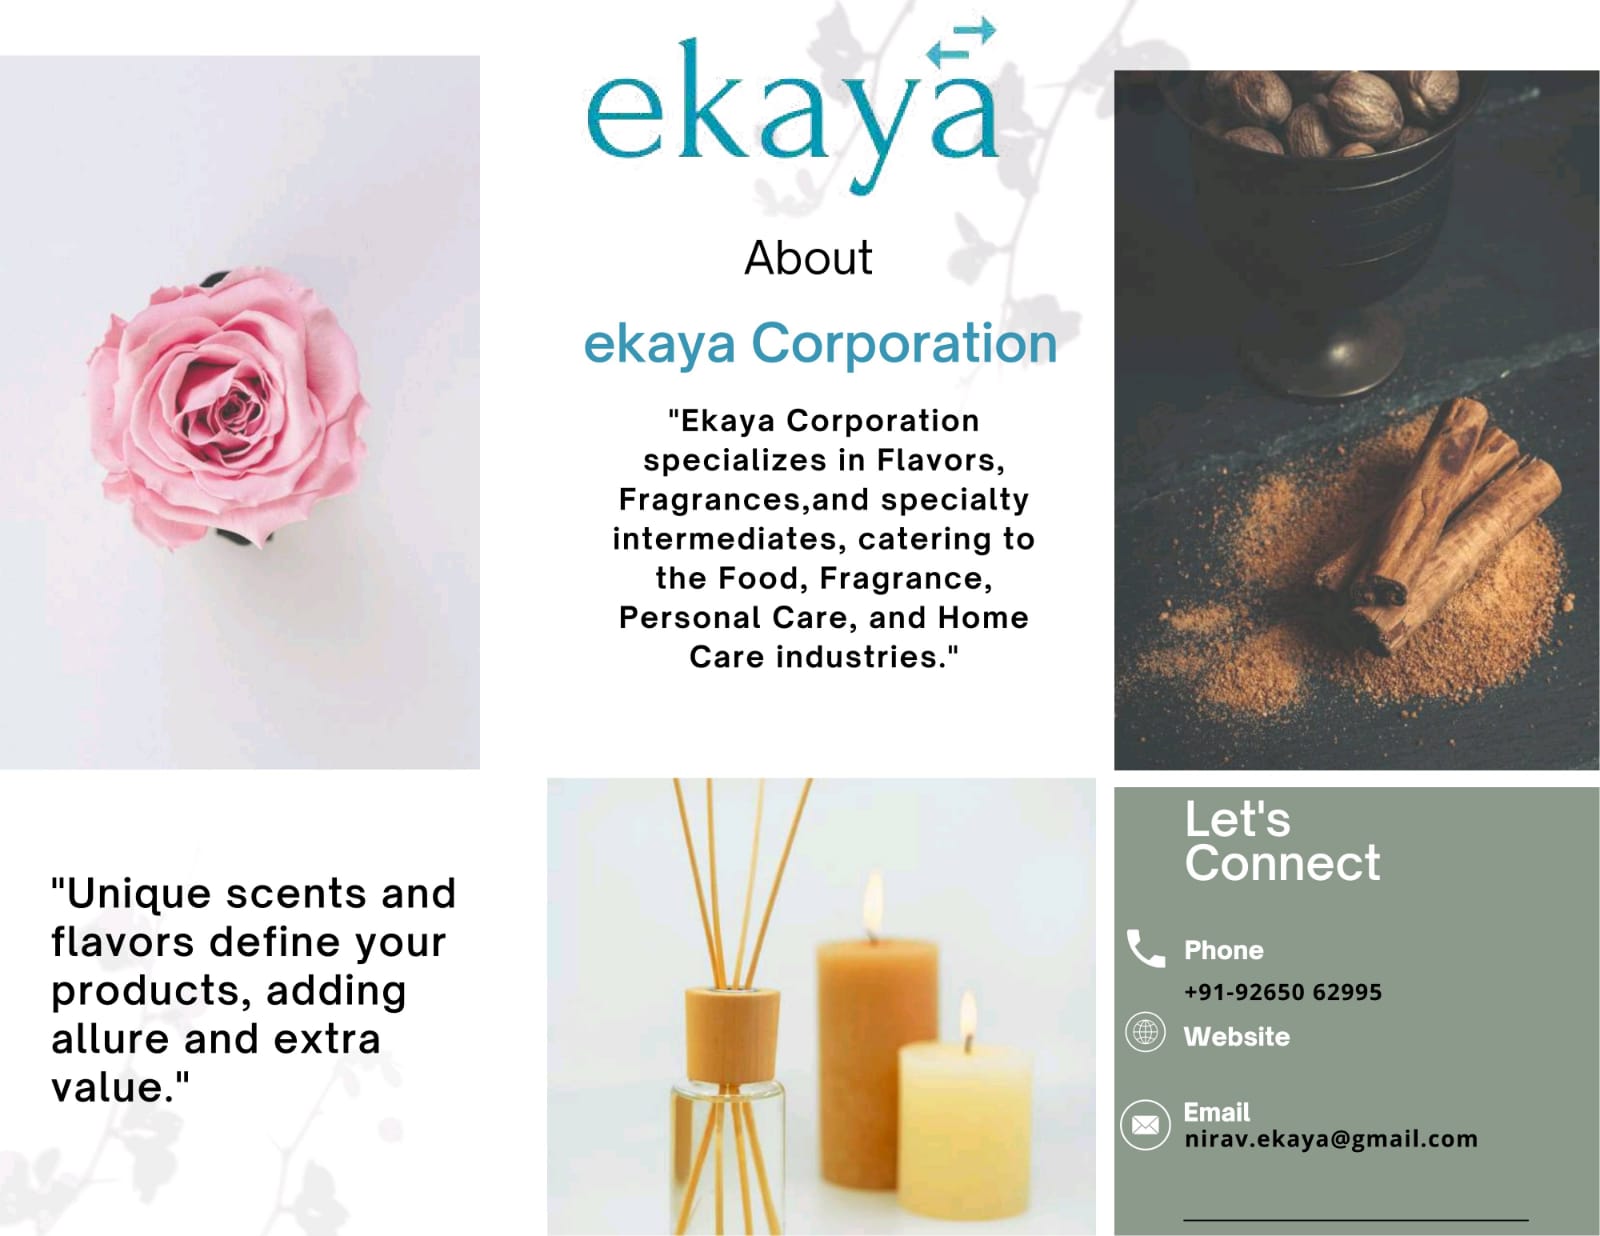 ekaya
About
ekaya Corporation
"Ekaya Corporation
specializes in Flavors,
Fragrances,and specialty
intermediates, catering to
the Food, Fragrance,
Personal Care, and Home
Care industries."
"Unique scents and
flavors define your
products, adding
allure and extra
value."
Let's
Connect
Phone
+91-92650 62995
Website
Email
nirav.ekaya@gmail.com